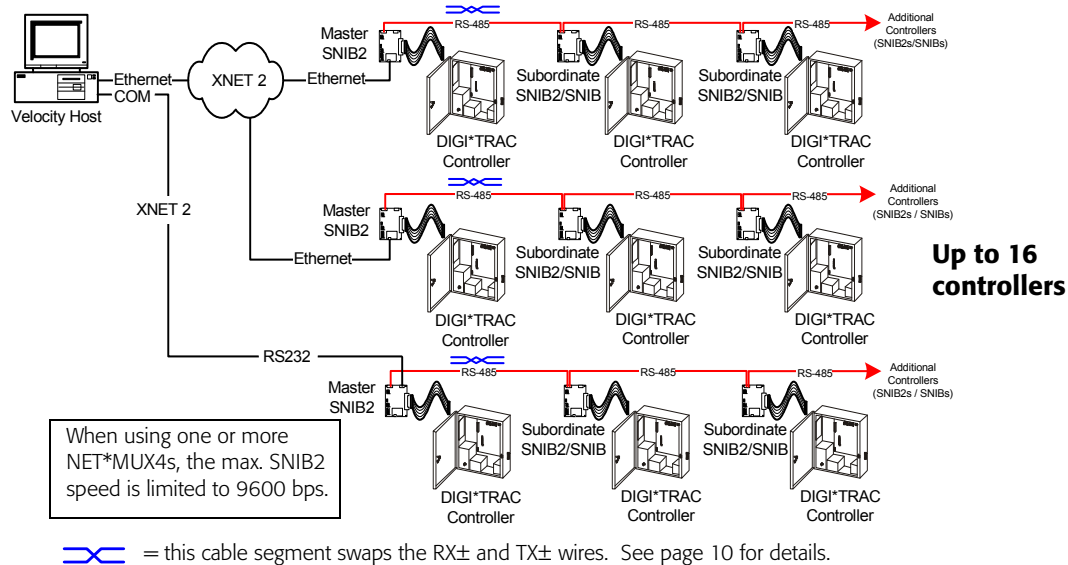 RS-485
RS-485
RS-485
Additional
Controllers
(SNIB2s/SNIBs)
Master
SNIB2
Ethernet
XNET 2
Ethernet
COM
Velocity Host
Subordinate
SNIB2/SNIB
Subordinate
SNIB2/SNIB
DIGI*TRAC
Controller
DIGI*TRAC
Controller
DIGI*TRAC
Controller
RS-485
RS-485
RS-485
Additional
Controllers
(SNIB2s / SNIBs)
XNET 2
Master
SNIB2
Ethernet
Subordinate
SNIB2/SNIB
Subordinate
SNIB2/SNIB
Up to 16
controllers
DIGI*TRAC
Controller
DIGI*TRAC
Controller
DIGI*TRAC
Controller
RS232
RS-485
RS-485
RS-485
Additional
Controllers
(SNIB2s / SNIBs)
Master
SNIB2
Subordinate
SNIB2/SNIB
Subordinate
SNIB2/SNIB
When using one or more
NET*MUX4s, the max. SNIB2
speed is limited to 9600 bps.
DIGI*TRAC
Controller
DIGI*TRAC
Controller
DIGI*TRAC
Controller
= this cable segment swaps the RX± and TX± wires. See page 10 for details.